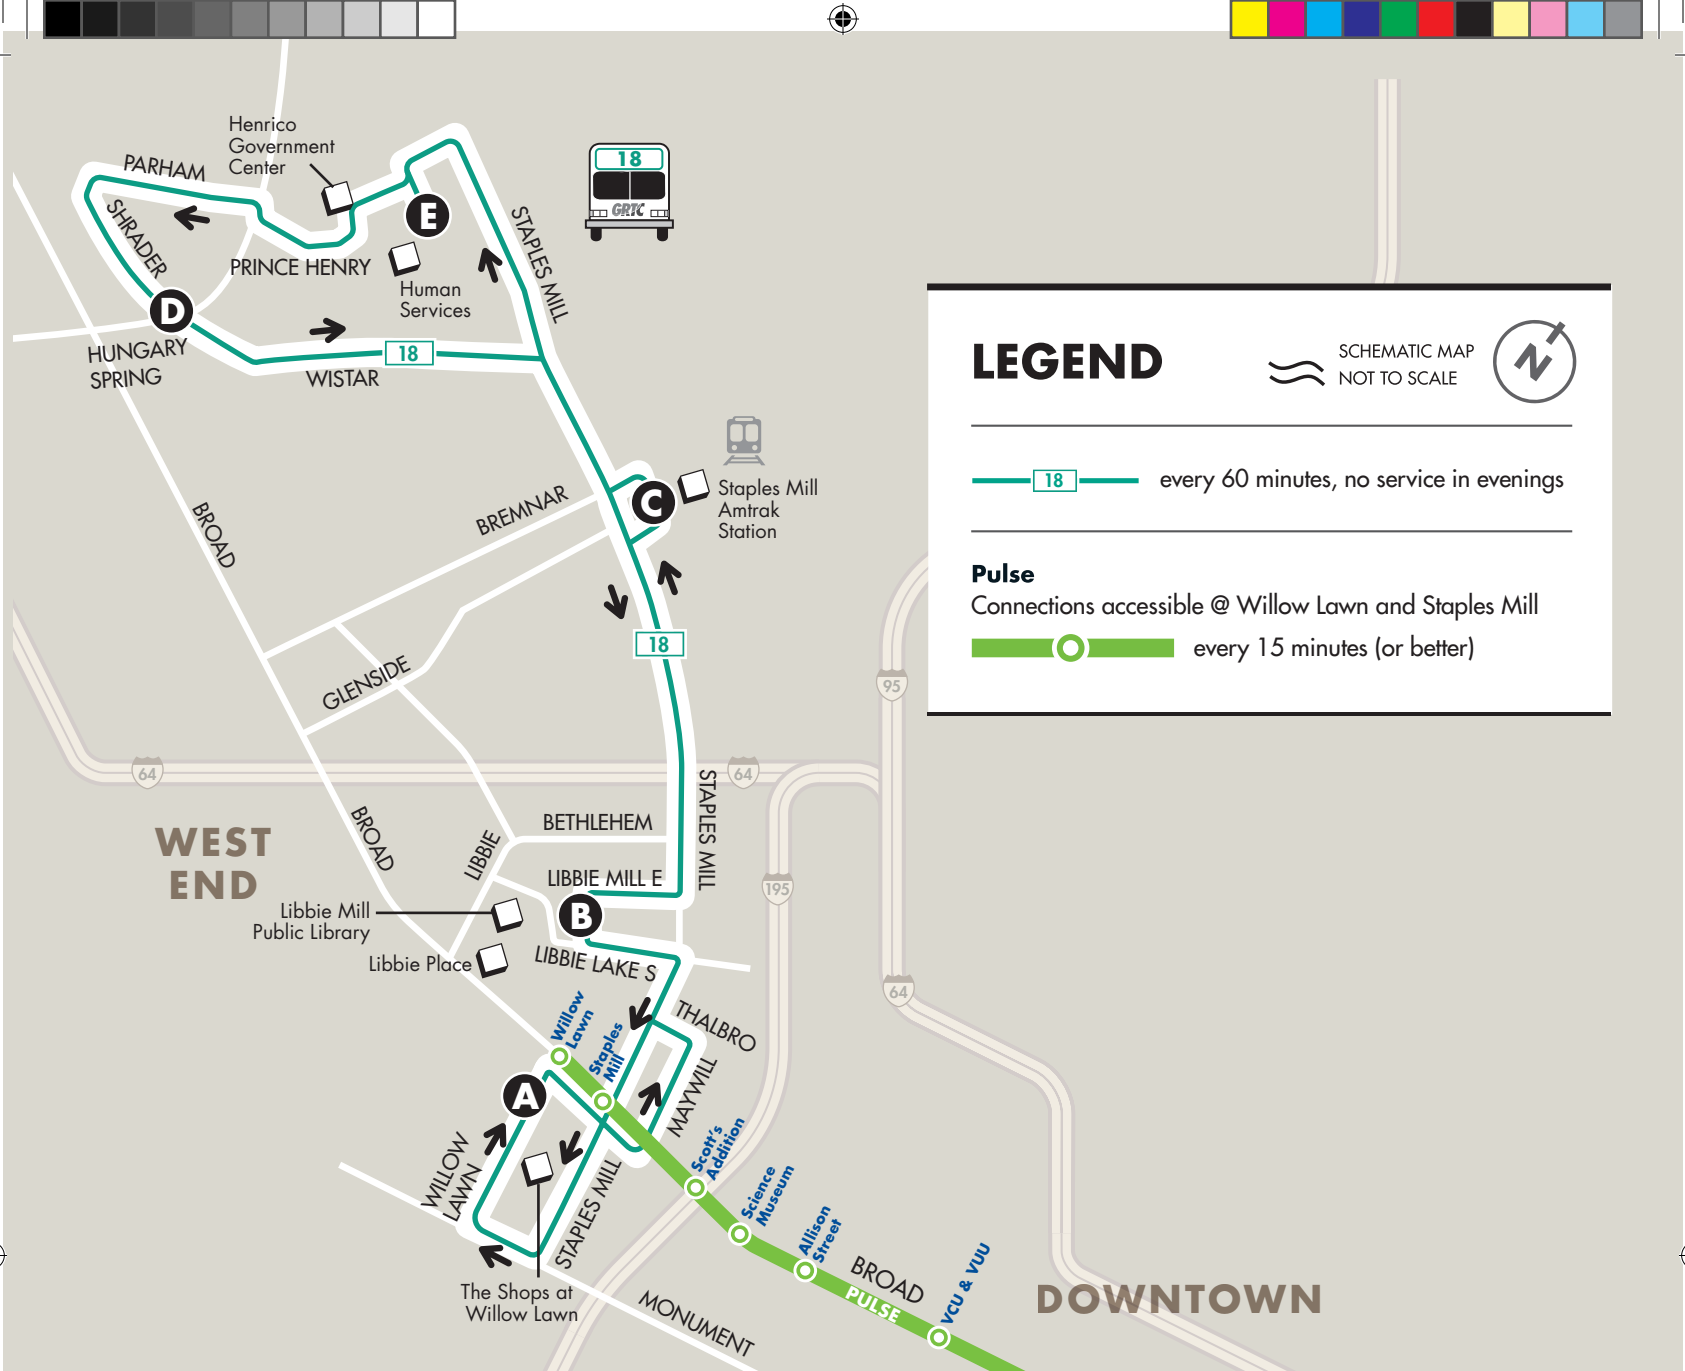 Henrico
Government
Center
PARHAM
18
GRTC
SHRADER
E
STAPLES MILL
PRINCE HENRY
Human
Services
D
HUNGARY
SPRING
18
WISTAR
LEGEND
SCHEMATIC MAP
NOT TO SCALE
N
18
every 60 minutes, no service in evenings
Pulse
Connections accessible @ Willow Lawn and Staples Mill
every 15 minutes (or better)
BROAD
BREMNAR
C
Staples Mill
Amtrak
Station
18
GLENSIDE
95
64
64
STAPLES MILL
WEST
END
BROAD
BETHLEHEM
LIBBIE
LIBBIE MILL E
195
Libbie Mill
Public Library
B
Libbie Place
LIBBIE LAKE S
64
Willow
Lawn
Staples
Mill
THALBRO
MAYWILL
A
WILLOW
LAWN
STAPLES MILL
Scott's
Addition
Science
Museum
Allison
Street
The Shops at
Willow Lawn
MONUMENT
BROAD
PULSE
VCU & VUU
DOWNTOWN